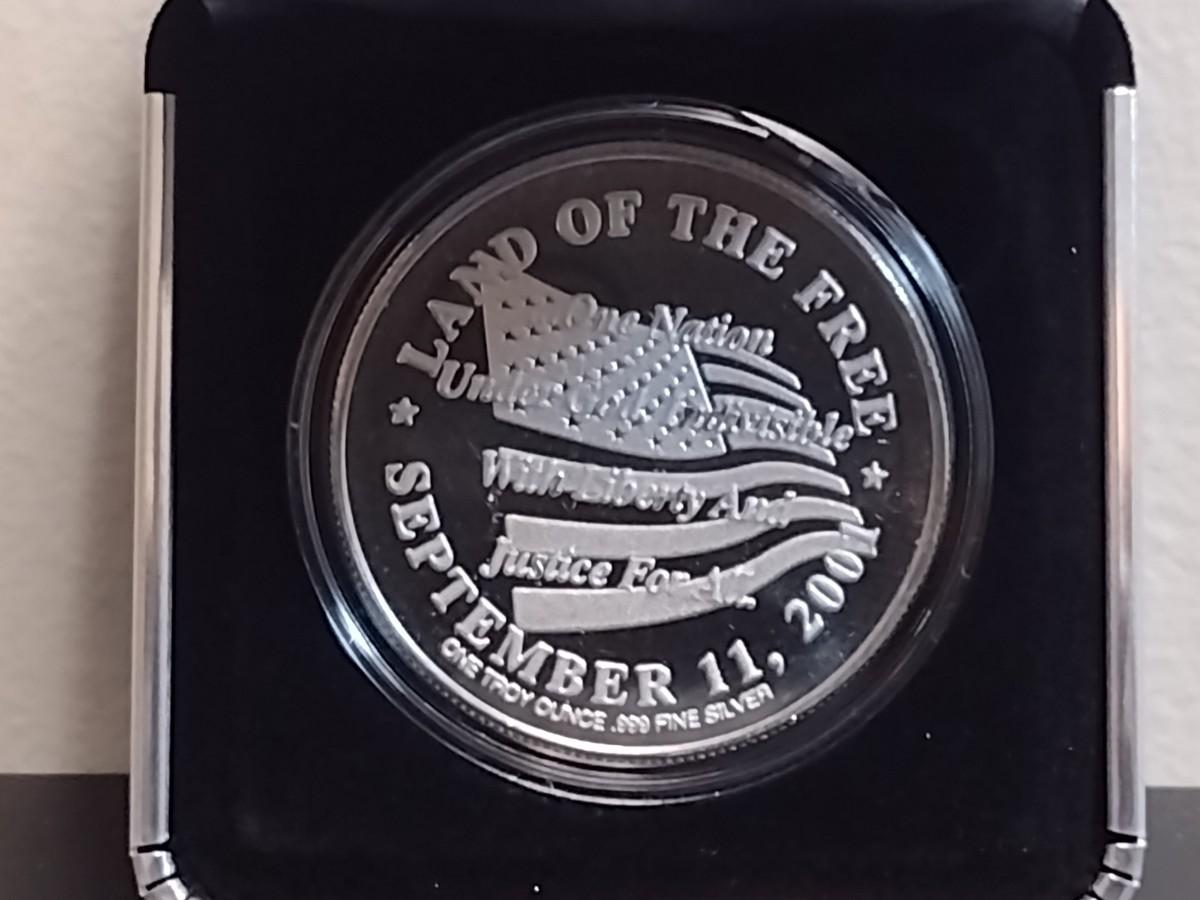 LAND OF THE FREE
One Nation
Under God Indivisible
With Liberty And
Justice For All
SEPTEMBER 11, 2001
ONE TROY OUNCE .999 FINE SILVER